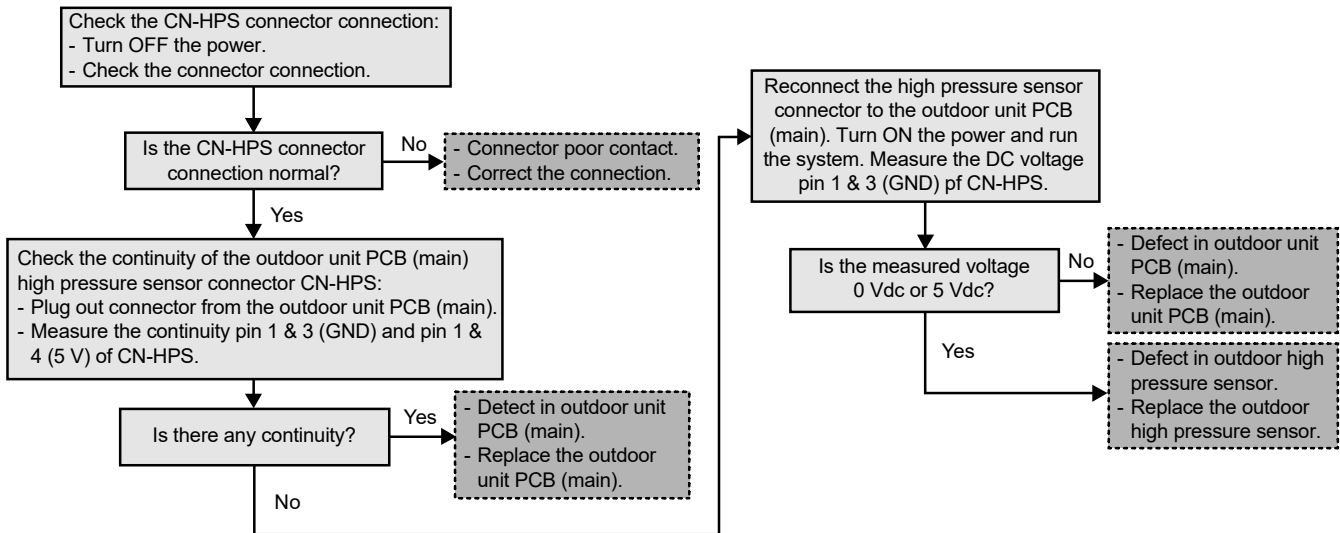 Check the CN-HPS connector connection:
- Turn OFF the power.
- Check the connector connection.
Is the CN-HPS connector
connection normal?
No
- Connector poor contact.
- Correct the connection.
Yes
Check the continuity of the outdoor unit PCB (main)
high pressure sensor connector CN-HPS:
- Plug out connector from the outdoor unit PCB (main).
- Measure the continuity pin 1 & 3 (GND) and pin 1 &
4 (5 V) of CN-HPS.
Is there any continuity?
Yes
- Detect in outdoor unit
PCB (main).
- Replace the outdoor
unit PCB (main).
No
Reconnect the high pressure sensor
connector to the outdoor unit PCB
(main). Turn ON the power and run
the system. Measure the DC voltage
pin 1 & 3 (GND) pf CN-HPS.
Is the measured voltage
0 Vdc or 5 Vdc?
No
- Defect in outdoor unit
PCB (main).
- Replace the outdoor
unit PCB (main).
Yes
- Defect in outdoor high
pressure sensor.
- Replace the outdoor
high pressure sensor.